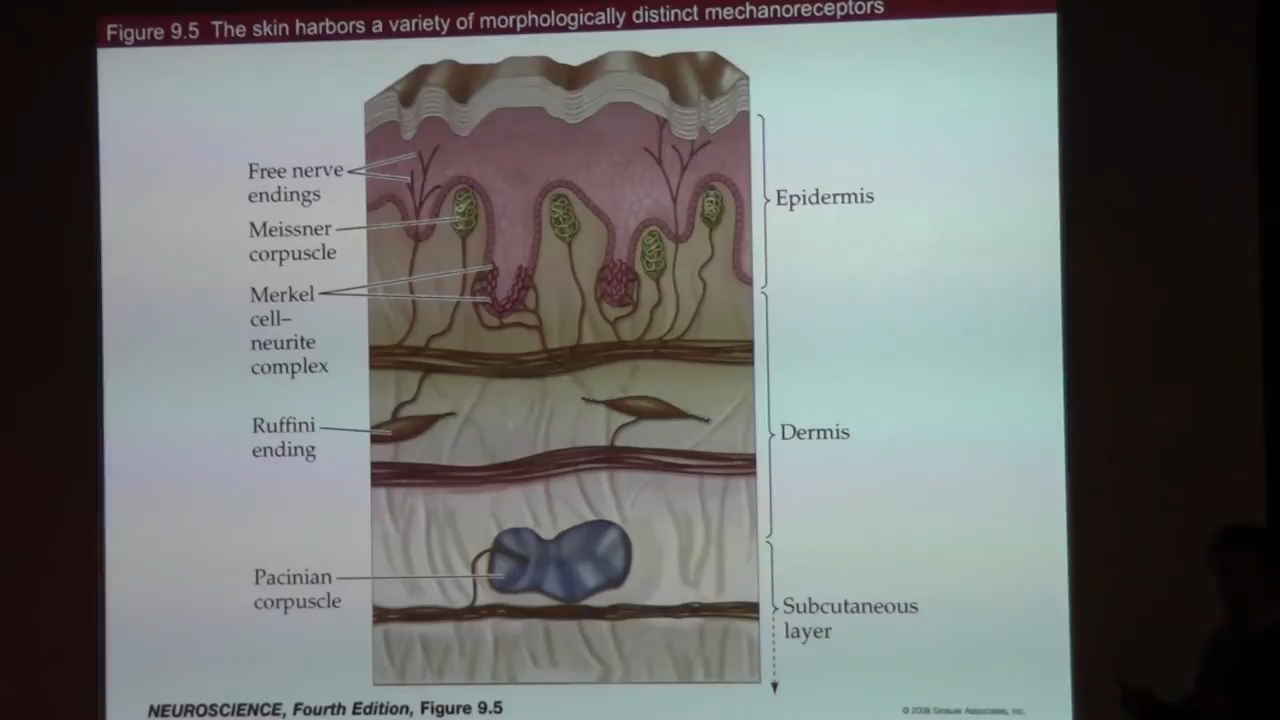 Figure 9.5 The skin harbors a variety of morphologically distinct mechanoreceptors
Free nerve
endings
Meissner
corpuscle
Merkel
cell–
neurite
complex
Ruffini
ending
Pacinian
corpuscle
Epidermis
Dermis
Subcutaneous
layer
NEUROSCIENCE, Fourth Edition, Figure 9.5
© 2008 Sinauer Associates, Inc.